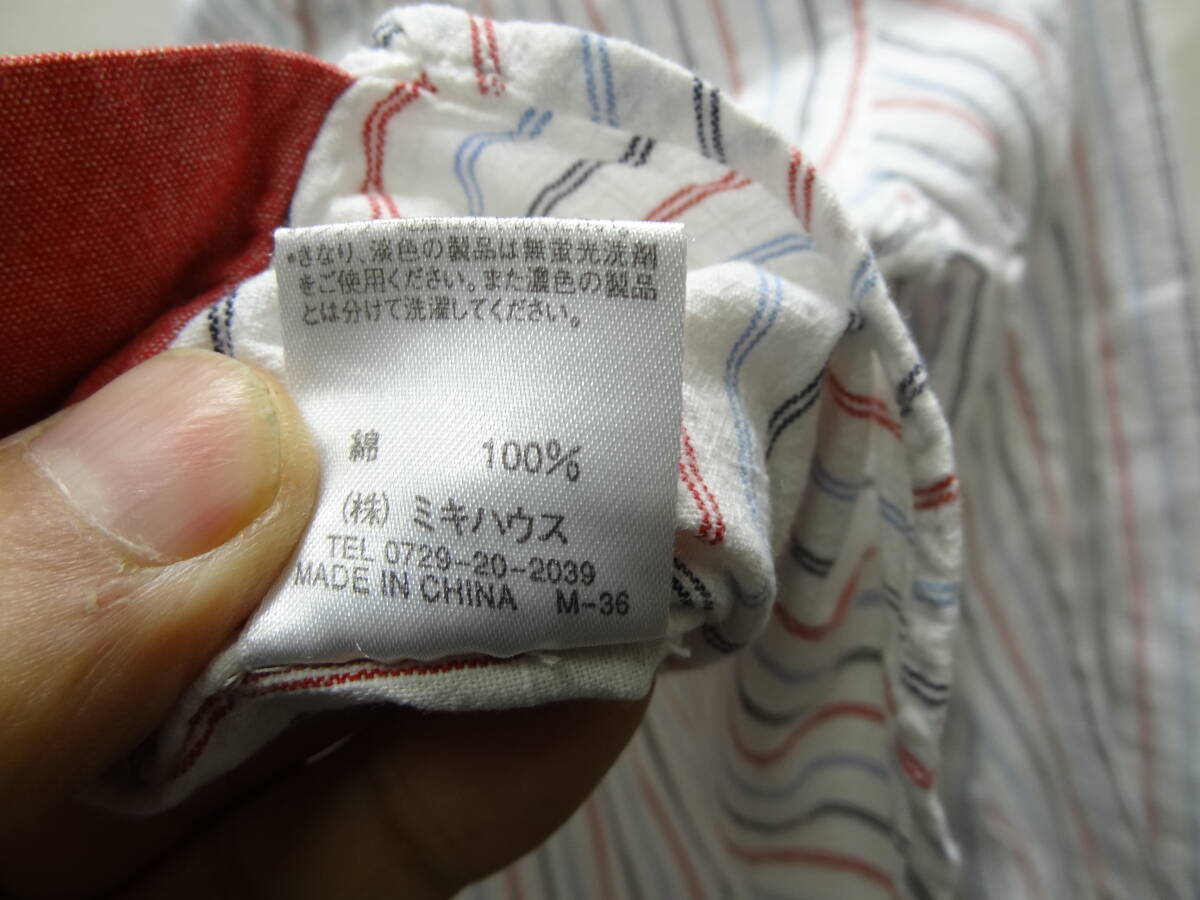 *きなり、淡色の製品は無蛍光洗剤
をご使用ください。また濃色の製品
とは分けて洗濯してください。
綿 100%
(株) ミキハウス
TEL 0729-20-2039
MADE IN CHINA M-36